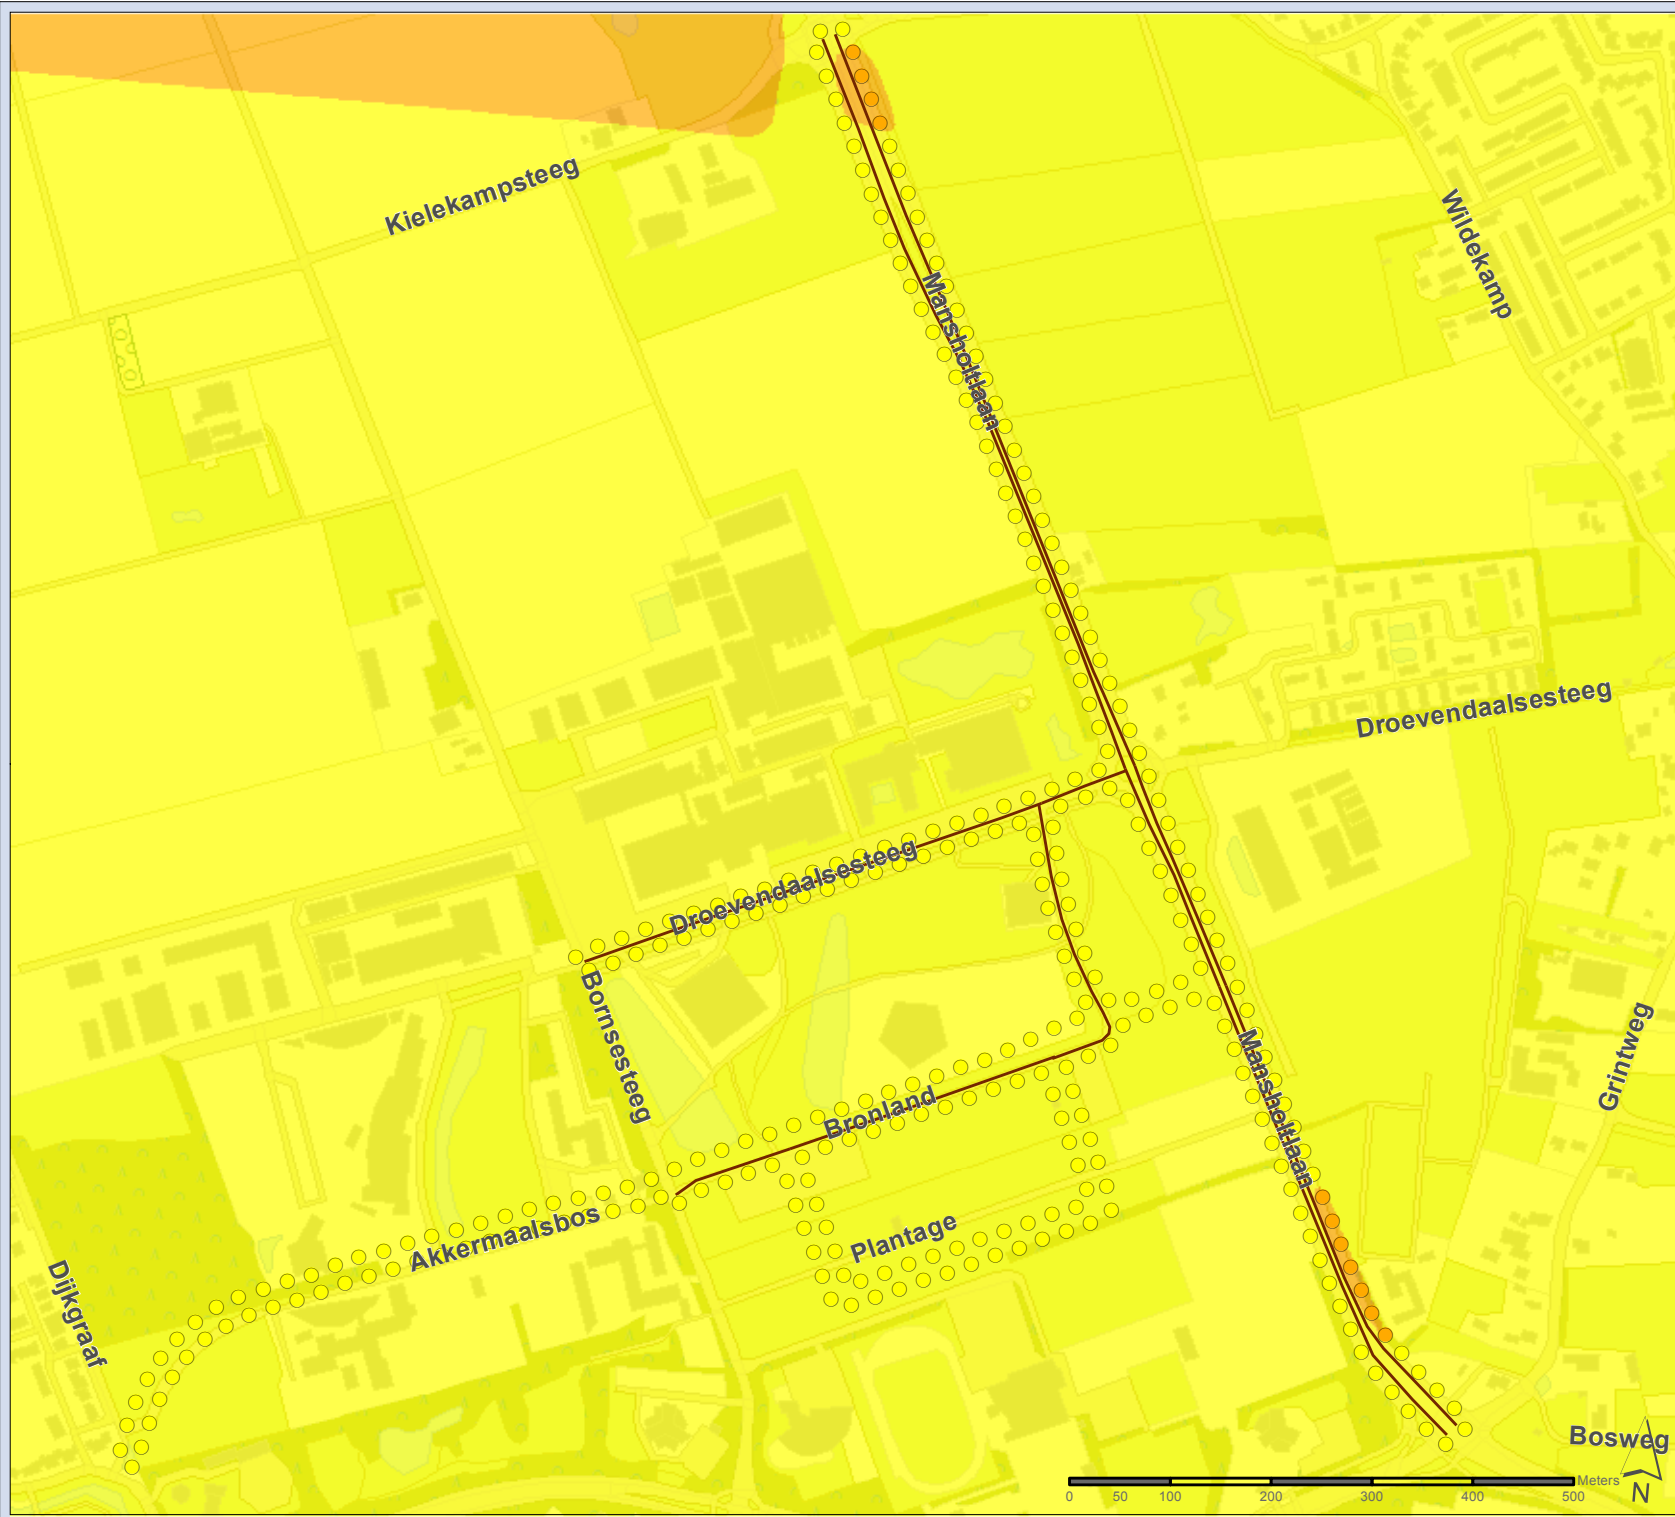 Kielekampsteeg
Wildekamp
Mansholtlaan
Droevendaalsesteeg
Droevendaalsesteeg
Bornsesteeg
Grintweg
Mansholtlaan
Bronland
Akkermaalsbos
Plantage
Dijkgraaf
Bosweg
Meters
0 50 100 200 300 400 500
N